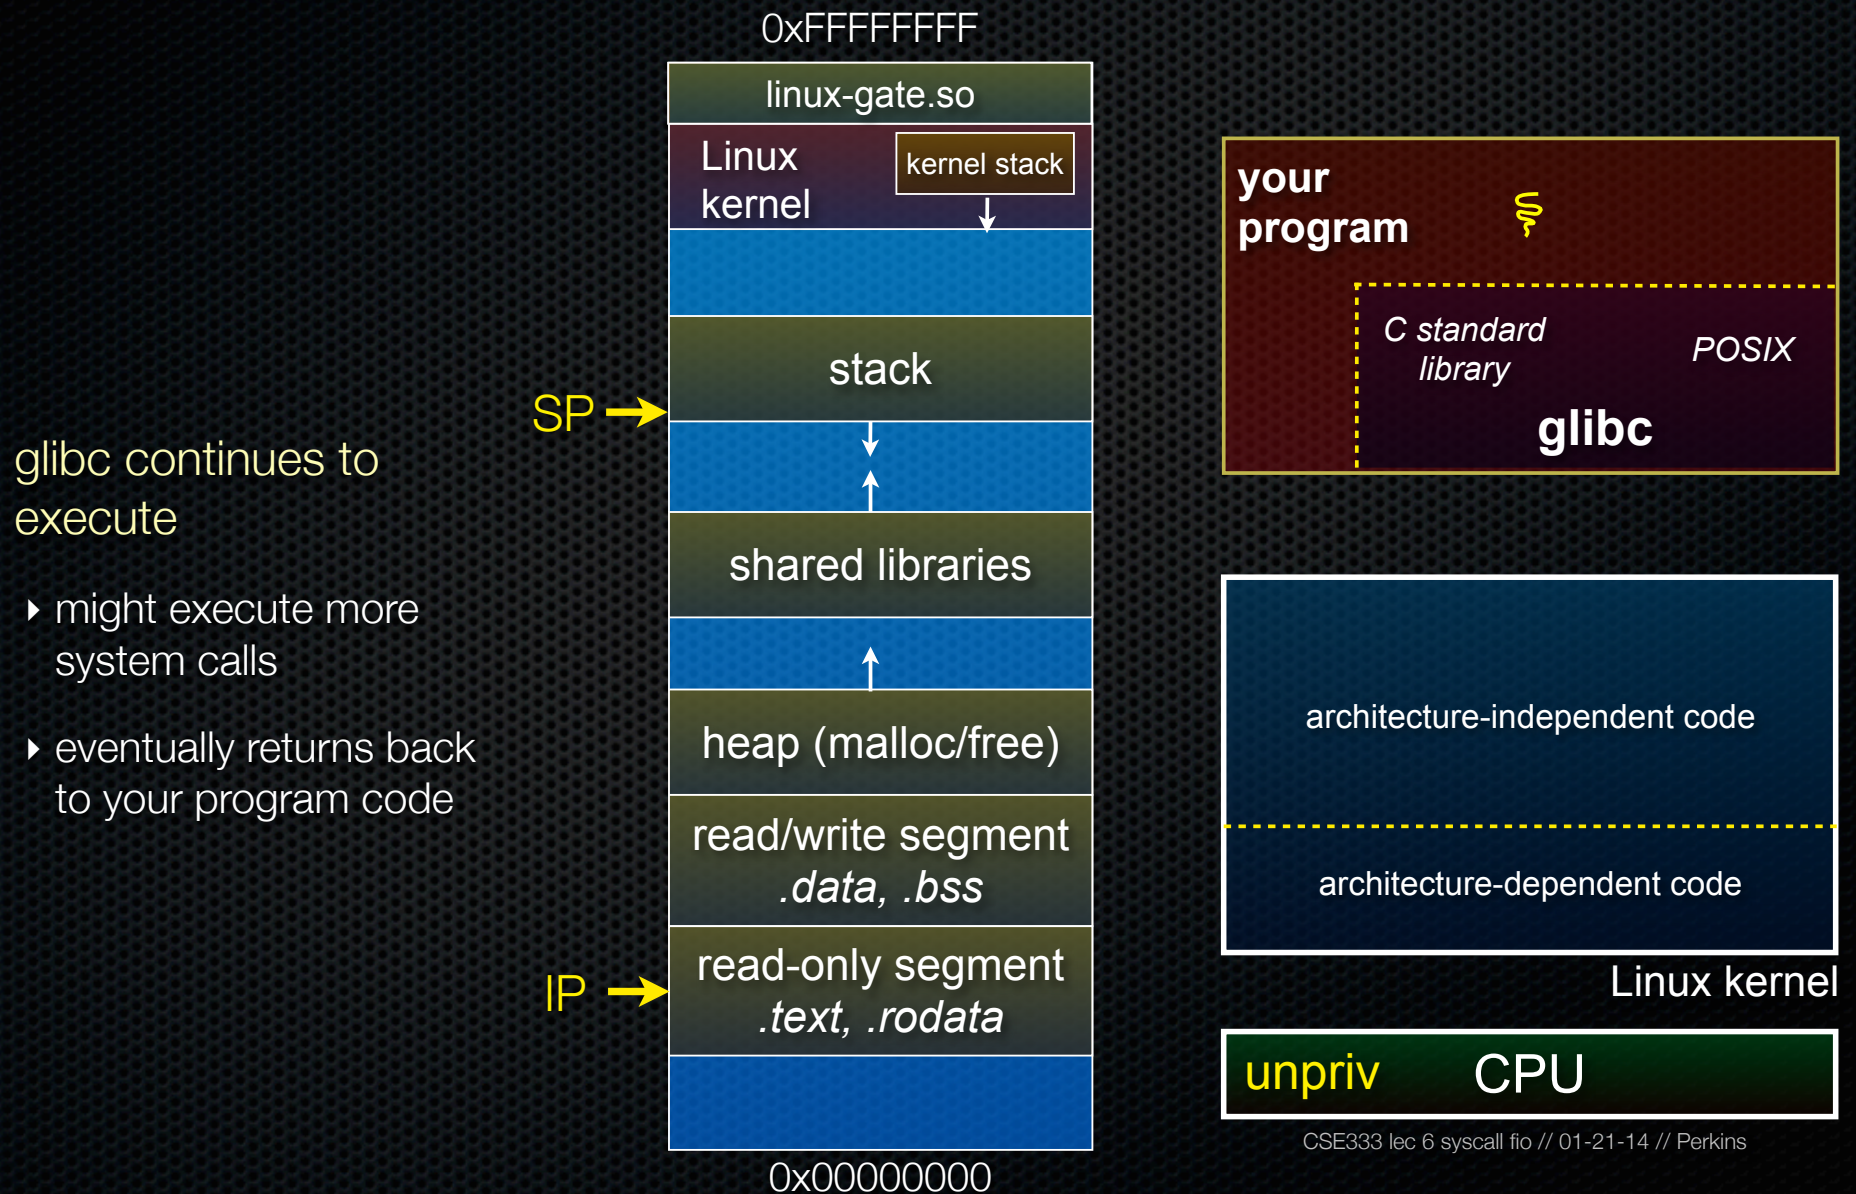 glibc continues to
execute
▸ might execute more
system calls
▸ eventually returns back
to your program code
0xFFFFFFFF
linux-gate.so
Linux
kernel
kernel stack
stack
SP
shared libraries
heap (malloc/free)
read/write segment
.data, .bss
IP
read-only segment
.text, .rodata
0x00000000
your
program
C standard
library
POSIX
glibc
architecture-independent code
architecture-dependent code
Linux kernel
unpriv CPU
CSE333 lec 6 syscall fio // 01-21-14 // Perkins